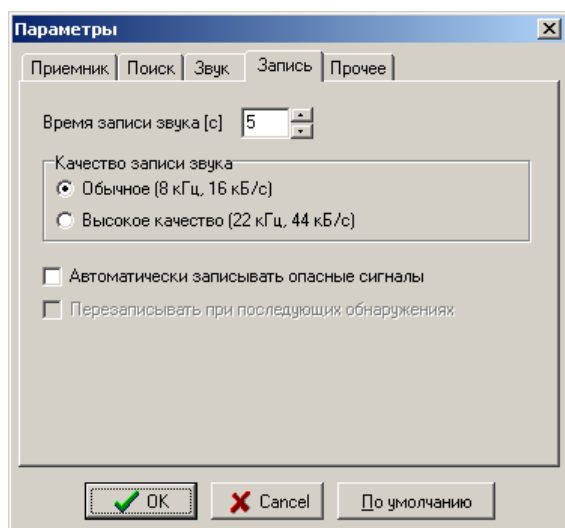 Параметры
Приемник Поиск Звук Запись Прочее
Время записи звука [с] 5
Качество записи звука
Обычное (8 кГц, 16 кБ/с)
Высокое качество (22 кГц, 44 кБ/с)
Автоматически записывать опасные сигналы
Перезаписывать при последующих обнаружениях
OK Cancel По умолчанию